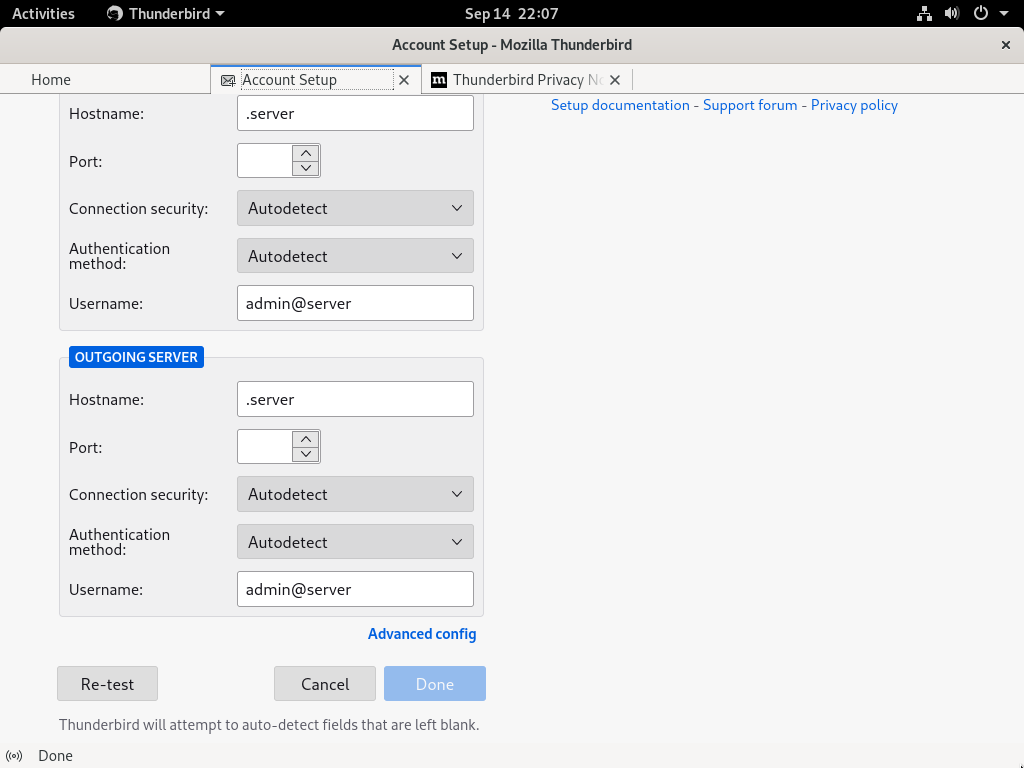 Activities Thunderbird Sep 14 22:07
Account Setup - Mozilla Thunderbird
Home Account Setup Thunderbird Privacy No
Setup documentation - Support forum - Privacy policy
Hostname: .server
Port:
Connection security: Autodetect
Authentication method: Autodetect
Username: admin@server
OUTGOING SERVER
Hostname: .server
Port:
Connection security: Autodetect
Authentication method: Autodetect
Username: admin@server
Advanced config
Re-test Cancel Done
Thunderbird will attempt to auto-detect fields that are left blank.
Done